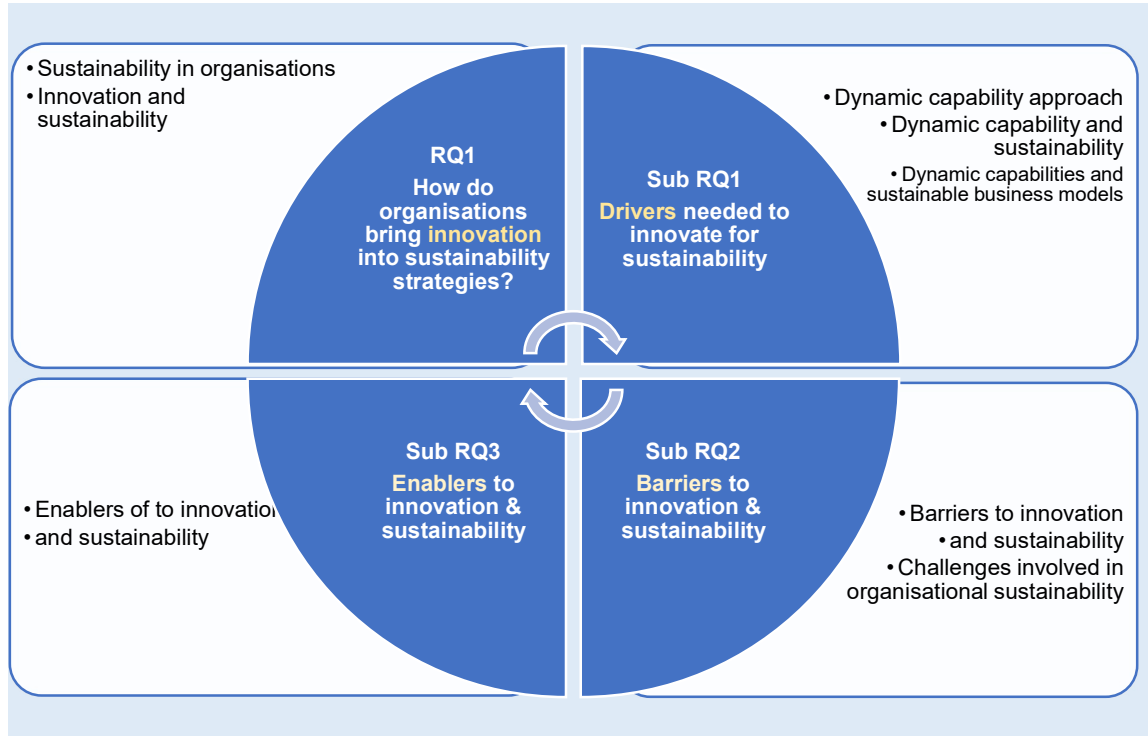 • Sustainability in organisations
• Innovation and
sustainability
RQ1
How do
organisations
bring innovation
into sustainability
strategies?
• Dynamic capability approach
• Dynamic capability and
sustainability
• Dynamic capabilities and
sustainable business models
Sub RQ1
Drivers needed to
innovate for
sustainability
• Enablers of to innovation
• and sustainability
Sub RQ3
Enablers to
innovation &
sustainability
Sub RQ2
Barriers to
innovation &
sustainability
• Barriers to innovation
• and sustainability
• Challenges involved in
organisational sustainability